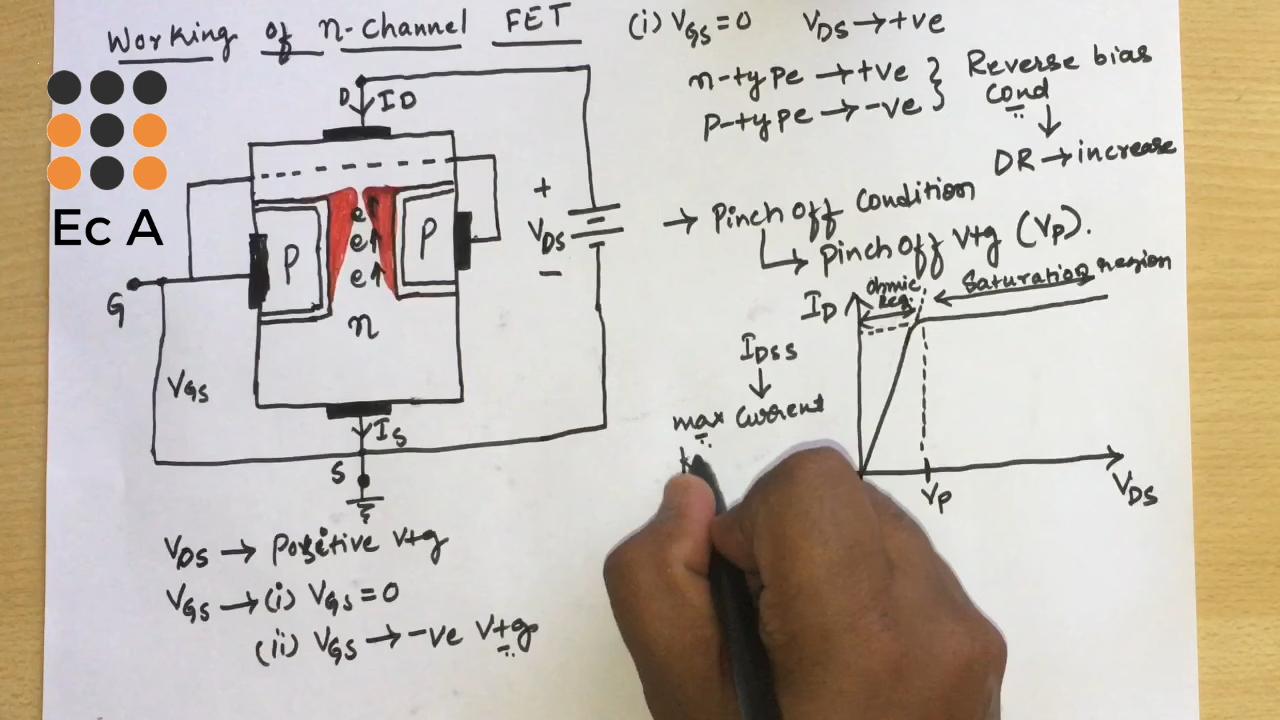 Working of n-Channel FET
(i) VGS = 0 VDS → +ve
n-type → +ve } Reverse bias
p-type → -ve } Cond
↓
DR → increase
Ec A
D ID
P
P
e
e
e
n
G
VGS
+
VDS
-
IS
S
VDS → Positive Vtg
VGS → (i) VGS = 0
(ii) VGS → -ve Vtg
→ Pinch Off Condition
↳ Pinch Off Vtg (VP).
Ohmic Reg.
← Saturation region
ID
VP
VDS
IDSS
↓
max Current